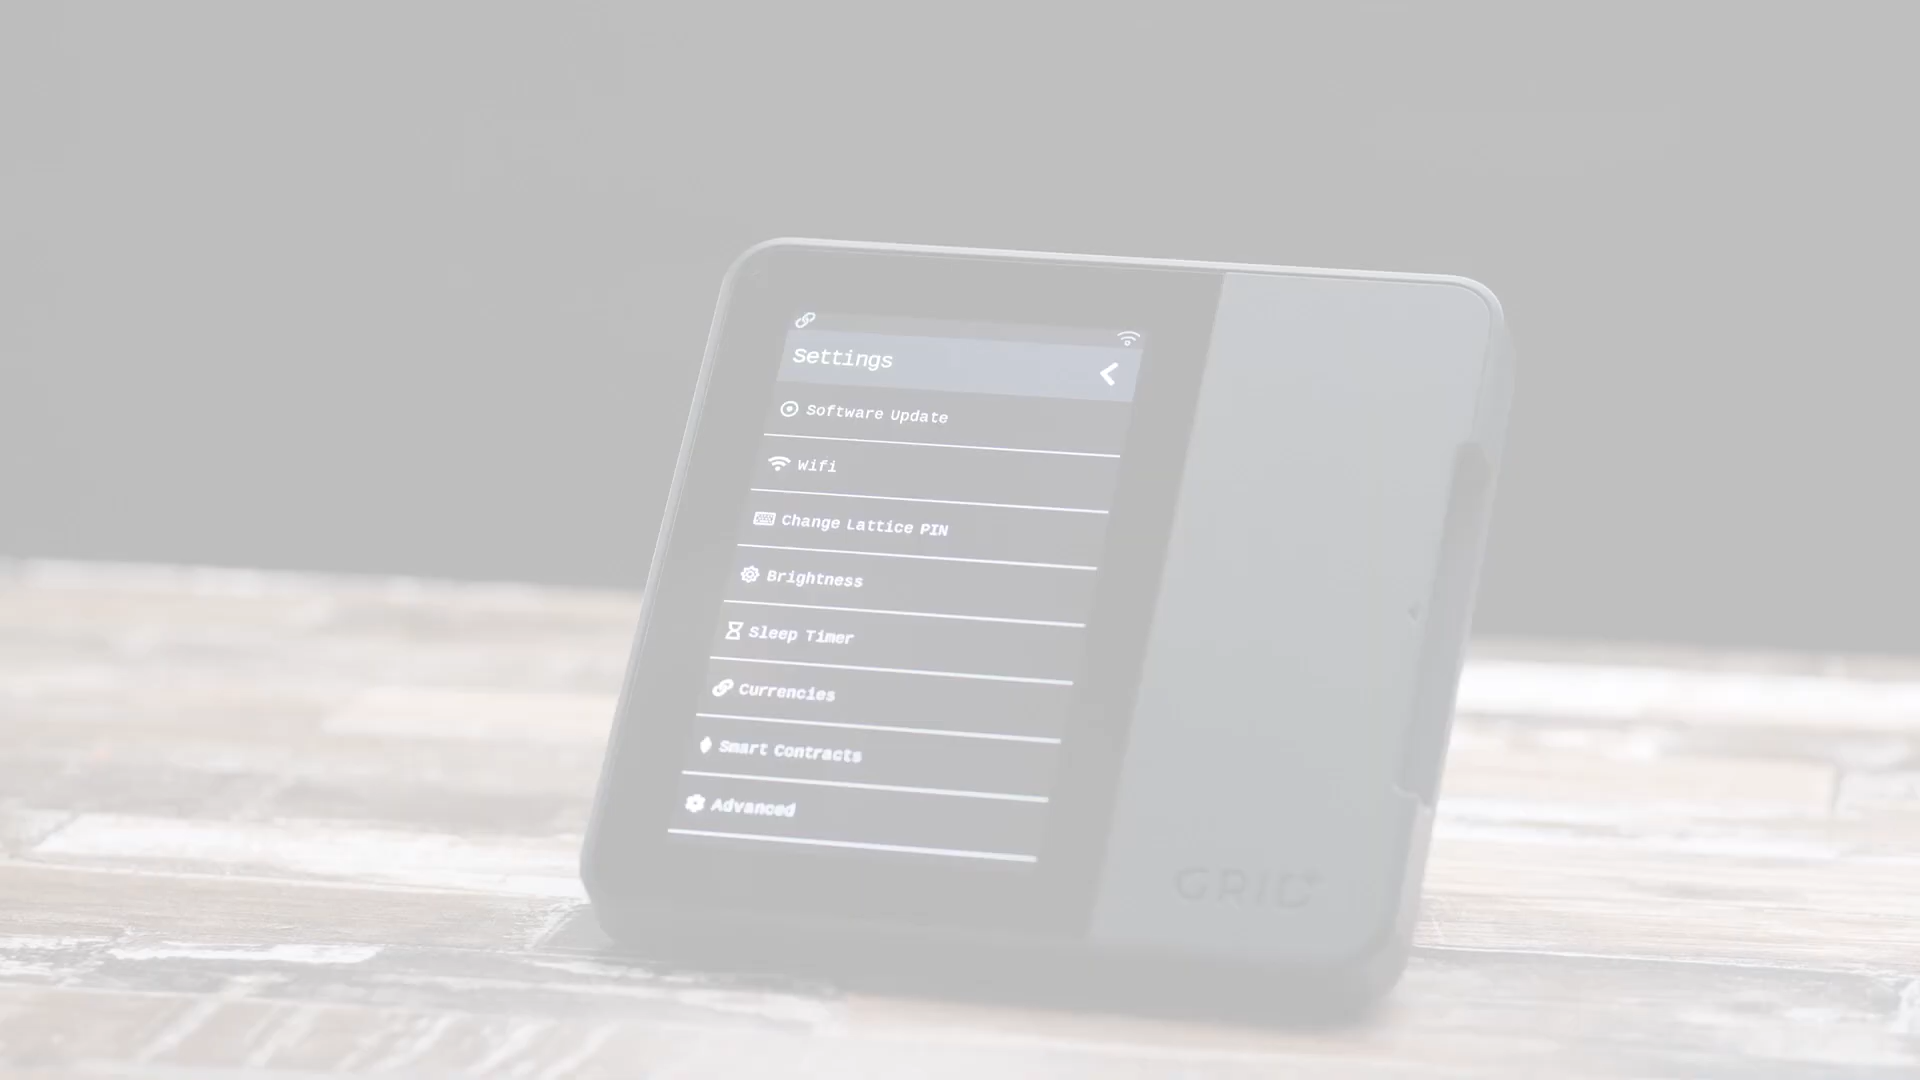 Settings
Software Update
Wifi
Change Lattice PIN
Brightness
Sleep Timer
Currencies
Smart Contracts
Advanced
GRID+